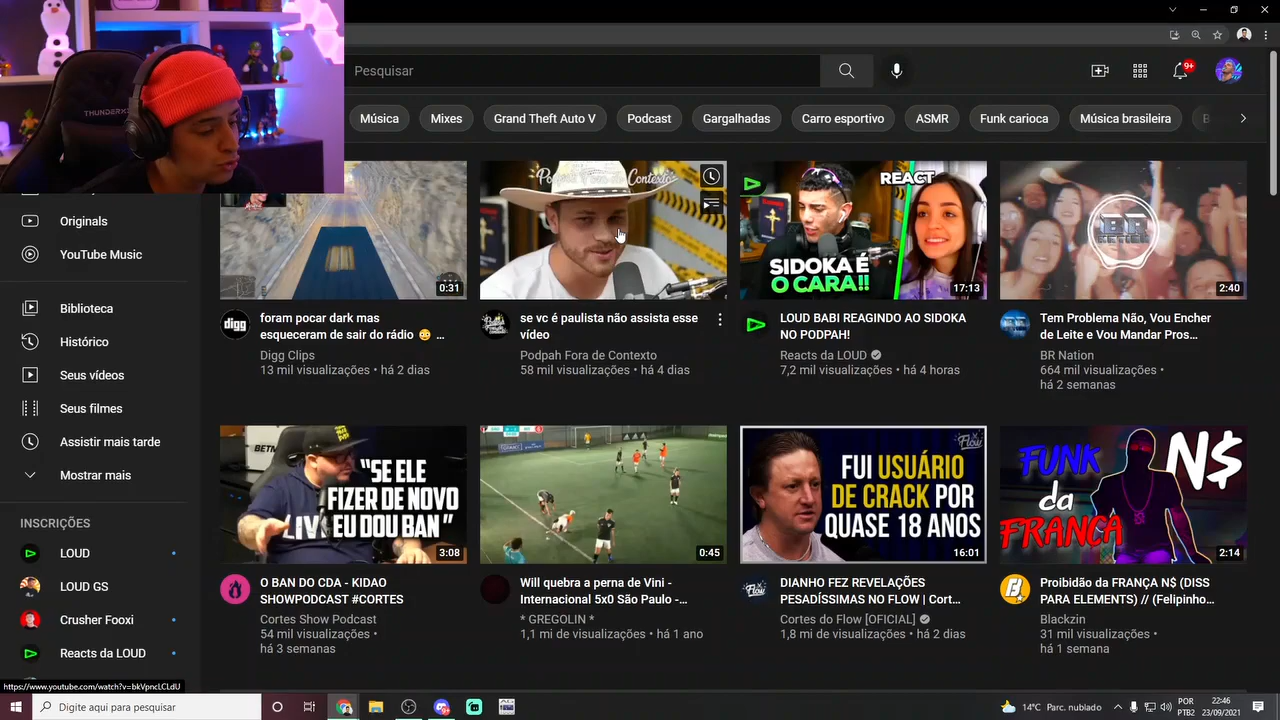 THUNDERX3
Pesquisar
9+
Música
Mixes
Grand Theft Auto V
Podcast
Gargalhadas
Carro esportivo
ASMR
Funk carioca
Música brasileira
B
Originals
YouTube Music
Biblioteca
Histórico
Seus vídeos
Seus filmes
Assistir mais tarde
Mostrar mais
INSCRIÇÕES
LOUD
LOUD GS
Crusher Fooxi
Reacts da LOUD
0:31
digg
foram pocar dark mas
esqueceram de sair do rádio 😳 ...
Digg Clips
13 mil visualizações • há 2 dias
Podpah Fora de Contexto
se vc é paulista não assista esse
vídeo
Podpah Fora de Contexto
58 mil visualizações • há 4 dias
REACT
SIDOKA É
O CARA!!
17:13
LOUD BABI REAGINDO AO SIDOKA
NO PODPAH!
Reacts da LOUD
7,2 mil visualizações • há 4 horas
BR
2:40
Tem Problema Não, Vou Encher
de Leite e Vou Mandar Pros...
BR Nation
664 mil visualizações •
há 2 semanas
"SE ELE
FIZER DE NOVO
EU DOU BAN"
3:08
O BAN DO CDA - KIDAO
SHOWPODCAST #CORTES
Cortes Show Podcast
54 mil visualizações •
há 3 semanas
0:45
Will quebra a perna de Vini -
Internacional 5x0 São Paulo -...
* GREGOLIN *
1,1 mi de visualizações • há 1 ano
Flow
FUI USUÁRIO
DE CRACK POR
QUASE 18 ANOS
16:01
DIANHO FEZ REVELAÇÕES
PESADÍSSIMAS NO FLOW | Cort...
Cortes do Flow [OFICIAL]
1,8 mi de visualizações • há 2 dias
FUNK
da
FRANÇA
N$
2:14
Proibidão da FRANÇA N$ (DISS
PARA ELEMENTS) // (Felipinho...
Blackzin
31 mil visualizações •
há 1 semana
https://www.youtube.com/watch?v=bkVpncLCLdU
Digite aqui para pesquisar
14°C Parc. nublado
POR
PTB2
22:46
23/09/2021